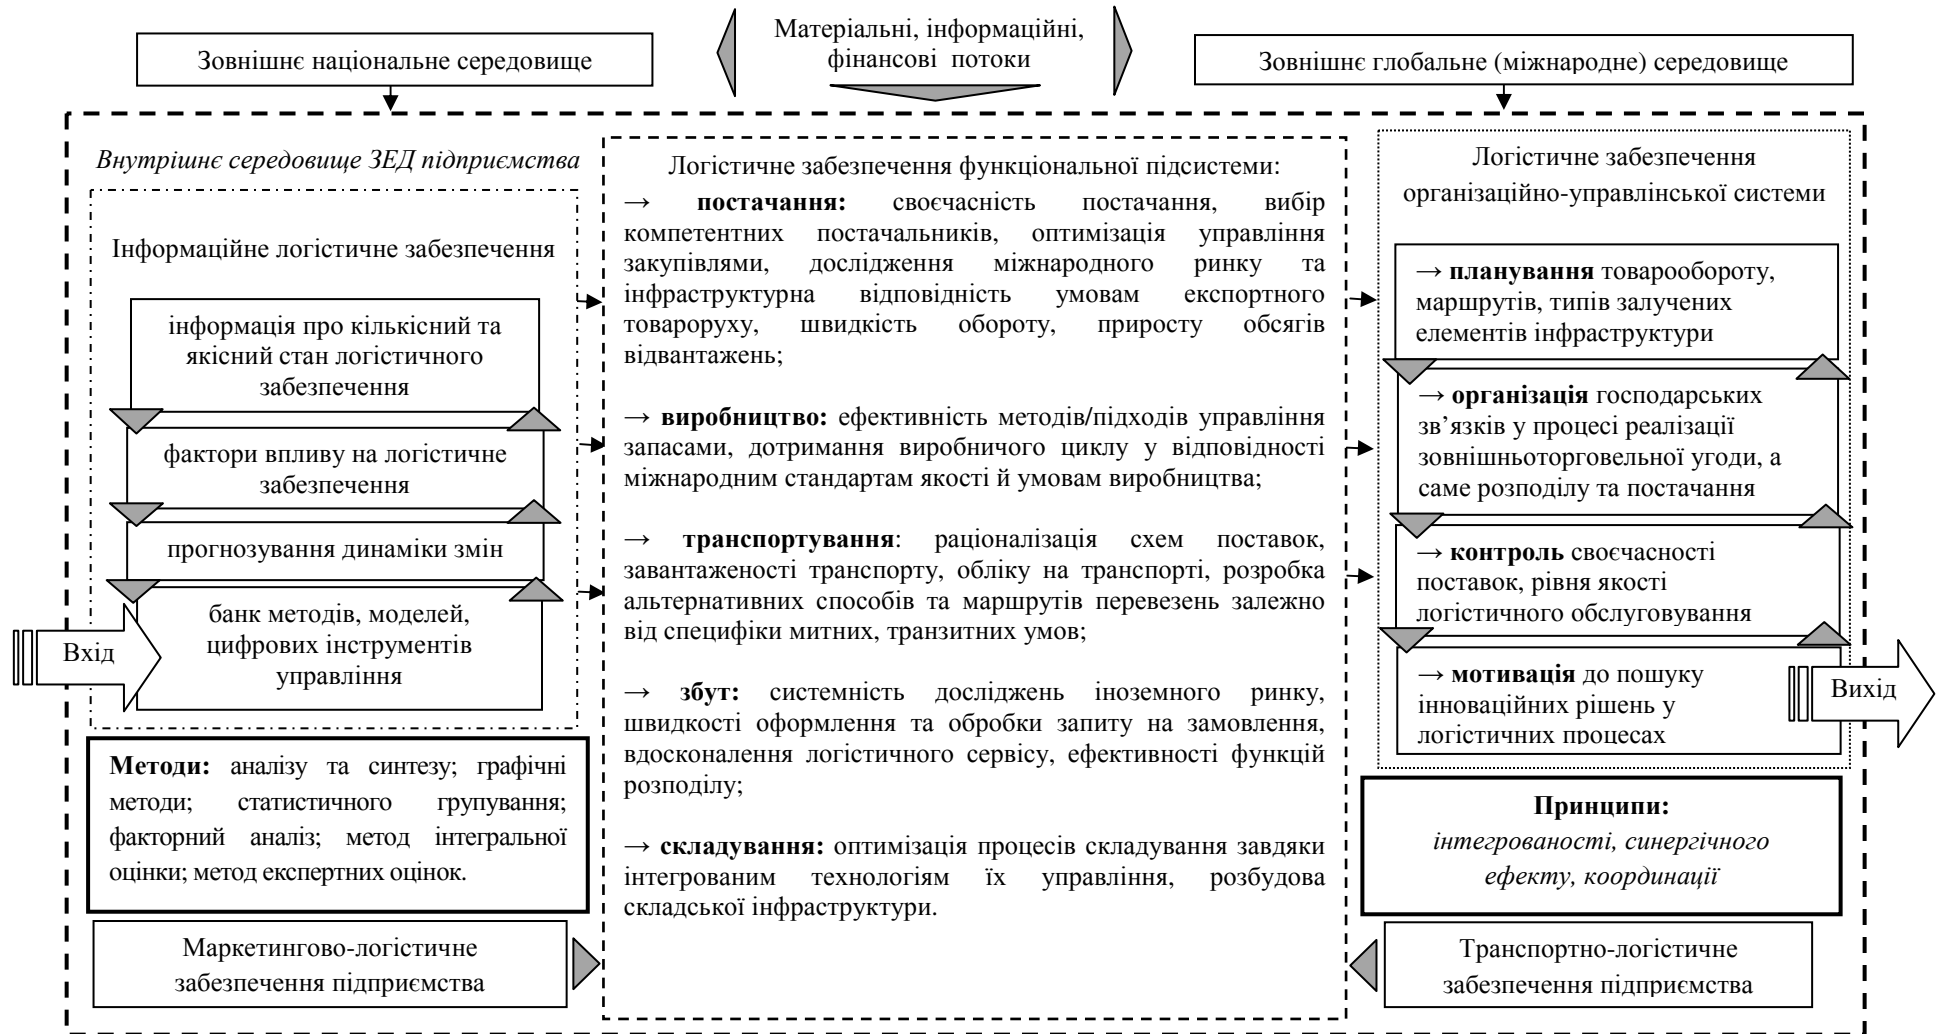 Матеріальні, інформаційні,
фінансові потоки
Зовнішнє національне середовище
Зовнішнє глобальне (міжнародне) середовище
Внутрішнє середовище ЗЕД підприємства
Інформаційне логістичне забезпечення
інформація про кількісний та
якісний стан логістичного
забезпечення
фактори впливу на логістичне
забезпечення
прогнозування динаміки змін
банк методів, моделей,
цифрових інструментів
управління
Вхід
Методи: аналізу та синтезу; графічні
методи; статистичного групування;
факторний аналіз; метод інтегральної
оцінки; метод експертних оцінок.
Маркетингово-логістичне
забезпечення підприємства
Логістичне забезпечення функціональної підсистеми:
→ постачання: своєчасність постачання, вибір
компетентних постачальників, оптимізація управління
закупівлями, дослідження міжнародного ринку та
інфраструктурна відповідність умовам експортного
товароруху, швидкість обороту, приросту обсягів
відвантажень;
→ виробництво: ефективність методів/підходів управління
запасами, дотримання виробничого циклу у відповідності
міжнародним стандартам якості й умовам виробництва;
→ транспортування: раціоналізація схем поставок,
завантаженості транспорту, обліку на транспорті, розробка
альтернативних способів та маршрутів перевезень залежно
від специфіки митних, транзитних умов;
→ збут: системність досліджень іноземного ринку,
швидкості оформлення та обробки запиту на замовлення,
вдосконалення логістичного сервісу, ефективності функцій
розподілу;
→ складування: оптимізація процесів складування завдяки
інтегрованим технологіям їх управління, розбудова
складської інфраструктури.
Логістичне забезпечення
організаційно-управлінської системи
→ планування товарообороту,
маршрутів, типів залучених
елементів інфраструктури
→ організація господарських
зв’язків у процесі реалізації
зовнішньоторговельної угоди, а
саме розподілу та постачання
→ контроль своєчасності
поставок, рівня якості
логістичного обслуговування
→ мотивація до пошуку
інноваційних рішень у
логістичних процесах
Вихід
Принципи:
інтегрованості, синергічного
ефекту, координації
Транспортно-логістичне
забезпечення підприємства